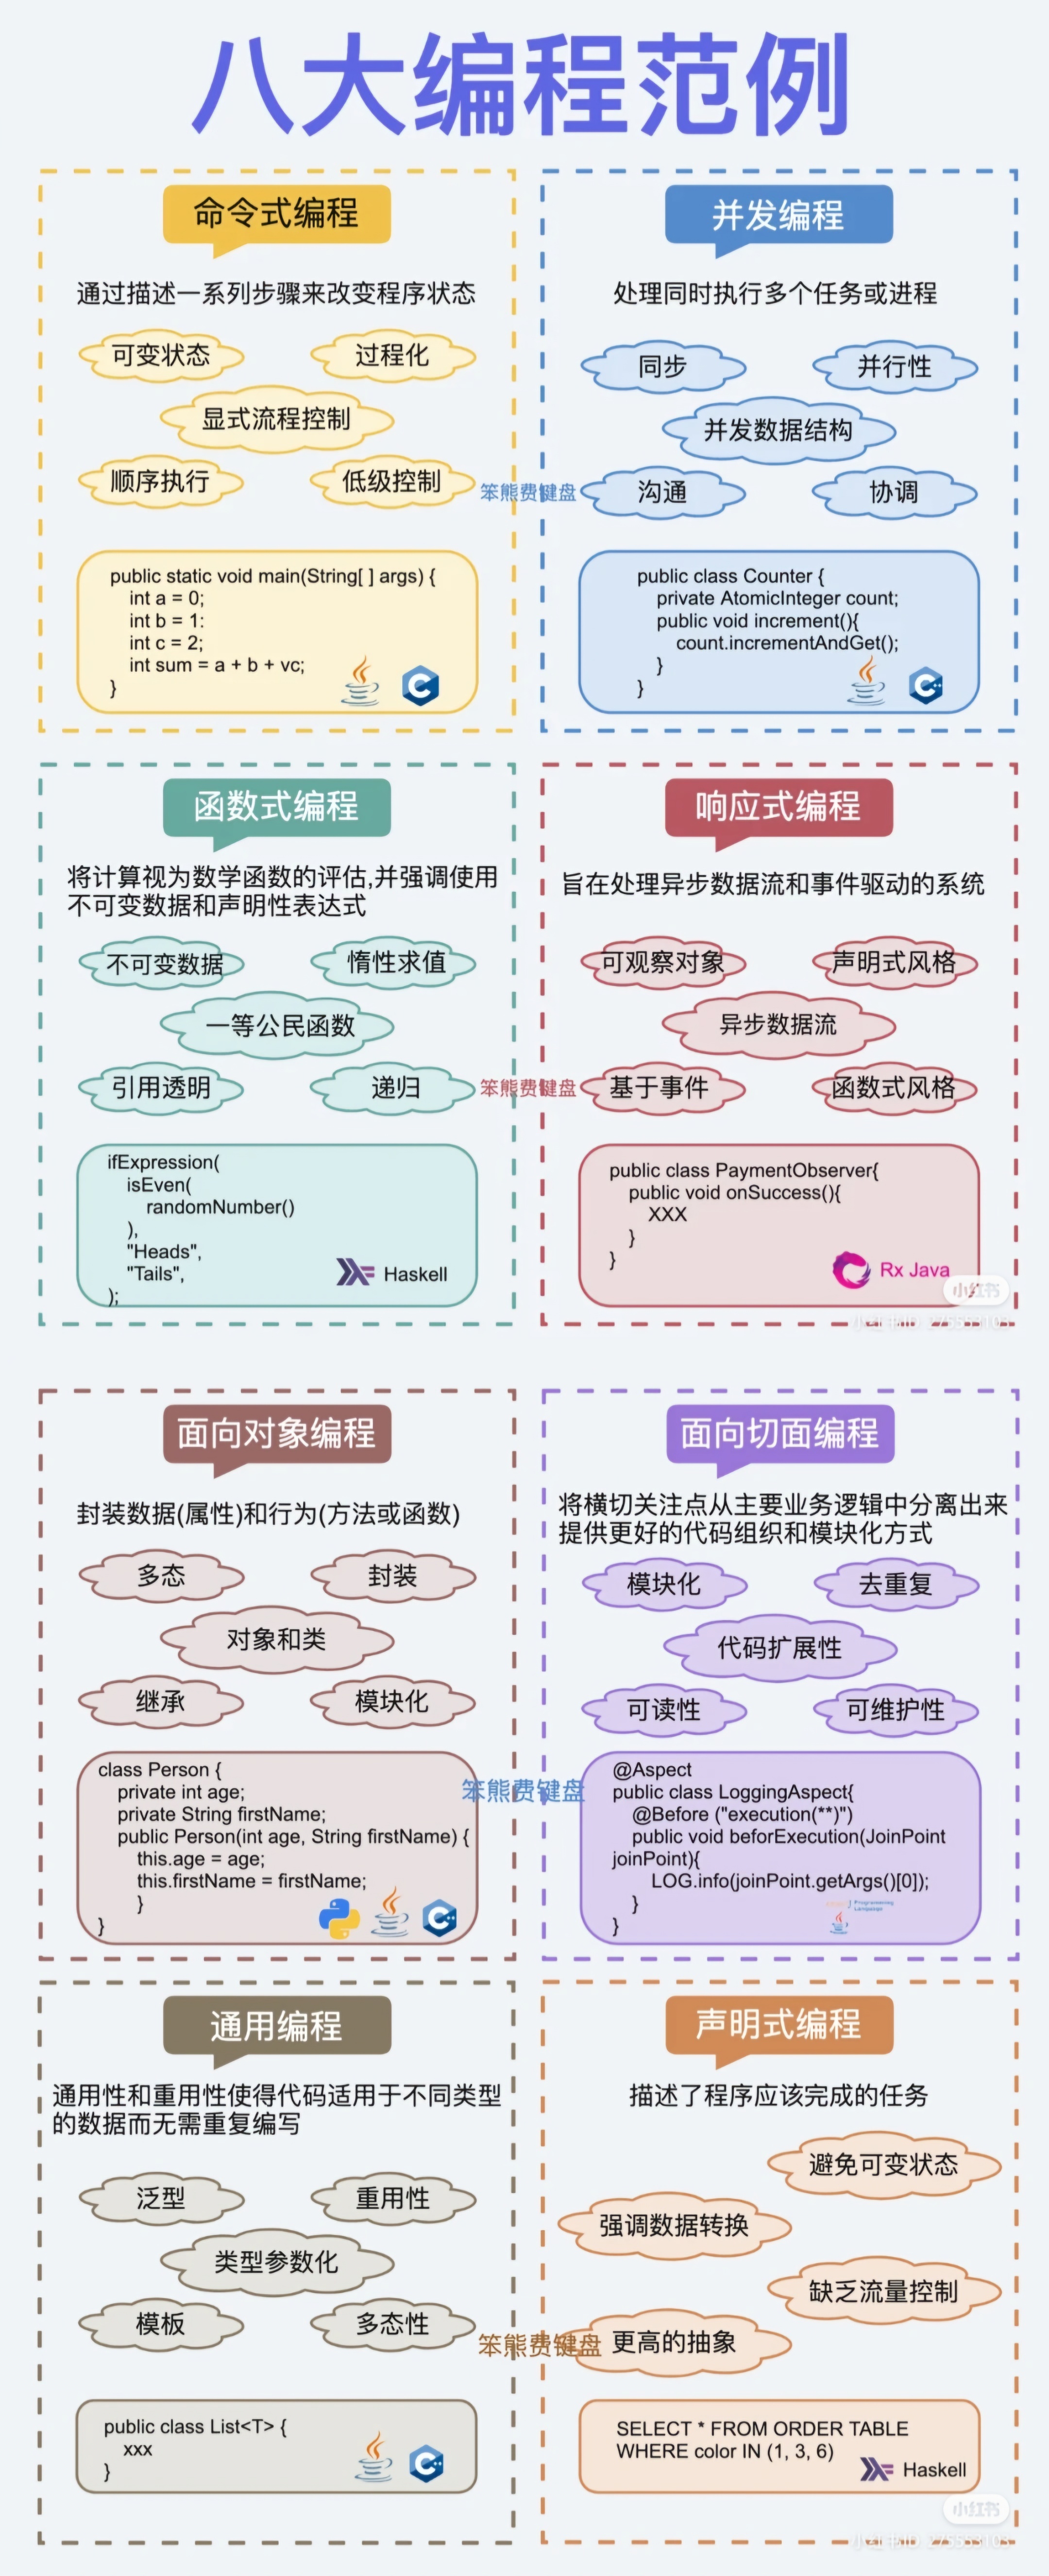 八大编程范例
命令式编程
通过描述一系列步骤来改变程序状态
可变状态
过程化
显式流程控制
顺序执行
低级控制
public static void main(String[ ] args) {
int a = 0;
int b = 1:
int c = 2;
int sum = a + b + vc;
}
C
并发编程
处理同时执行多个任务或进程
同步
并行性
并发数据结构
沟通
协调
笨熊费键盘
public class Counter {
private AtomicInteger count;
public void increment(){
count.incrementAndGet();
}
}
C++
函数式编程
将计算视为数学函数的评估,并强调使用
不可变数据和声明性表达式
不可变数据
惰性求值
一等公民函数
引用透明
递归
ifExpression(
isEven(
randomNumber()
),
"Heads",
"Tails",
);
Haskell
响应式编程
旨在处理异步数据流和事件驱动的系统
可观察对象
声明式风格
异步数据流
基于事件
函数式风格
笨熊费键盘
public class PaymentObserver{
public void onSuccess(){
XXX
}
}
Rx Java
小红书
小红书ID: 275553103
面向对象编程
封装数据(属性)和行为(方法或函数)
多态
封装
对象和类
继承
模块化
class Person {
private int age;
private String firstName;
public Person(int age, String firstName) {
this.age = age;
this.firstName = firstName;
}
}
C++
笨熊费键盘
面向切面编程
将横切关注点从主要业务逻辑中分离出来
提供更好的代码组织和模块化方式
模块化
去重复
代码扩展性
可读性
可维护性
@Aspect
public class LoggingAspect{
@Before ("execution(**)")
public void beforExecution(JoinPoint
joinPoint){
LOG.info(joinPoint.getArgs()[0]);
}
}
Programming
Language
通用编程
通用性和重用性使得代码适用于不同类型
的数据而无需重复编写
泛型
重用性
类型参数化
模板
多态性
public class List<T> {
xxx
}
C++
声明式编程
描述了程序应该完成的任务
避免可变状态
强调数据转换
缺乏流量控制
更高的抽象
笨熊费键盘
SELECT * FROM ORDER TABLE
WHERE color IN (1, 3, 6)
Haskell
小红书
小红书ID: 275553103